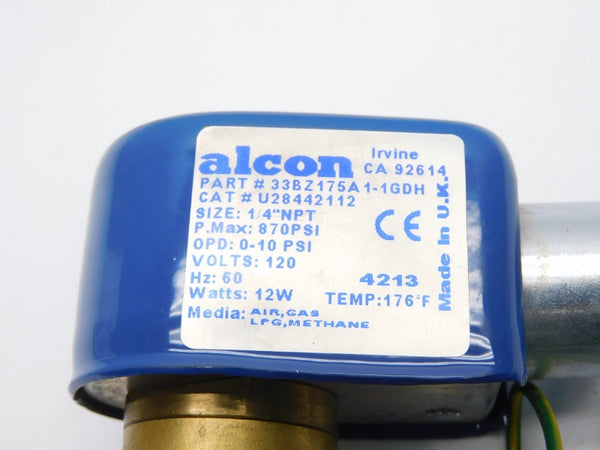 alcon
Irvine
CA 92614
PART # 33BZ175A1-1GDH
CAT # U28442112
SIZE: 1/4"NPT
P.Max: 870PSI
OPD: 0-10 PSI
VOLTS: 120
Hz: 60
4213
Watts: 12W TEMP:176°F
Media: AIR,GAS
LPG,METHANE
CE
Made in U.K.